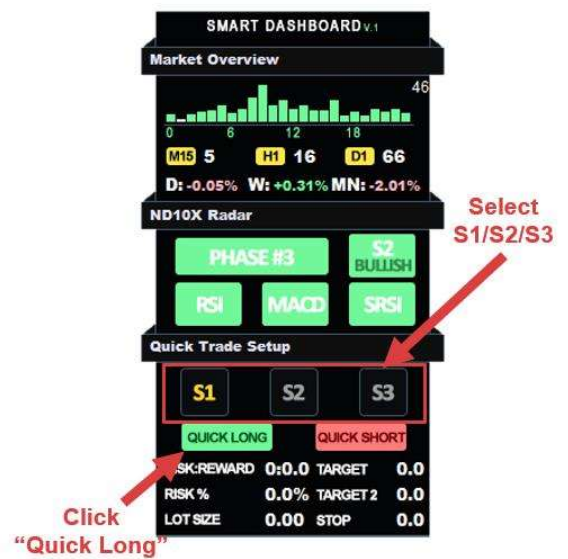 SMART DASHBOARD V.1
Market Overview
46
0 6 12 18
M15 5 H1 16 D1 66
D: -0.05% W: +0.31% MN: -2.01%
ND10X Radar
Select
S1/S2/S3
PHASE #3
S2
BULLISH
RSI MACD SRSI
Quick Trade Setup
S1 S2 S3
QUICK LONG QUICK SHORT
SK:REWARD 0:0.0 TARGET 0.0
RISK % 0.0% TARGET 2 0.0
LOT SIZE 0.00 STOP 0.0
Click
“Quick Long”